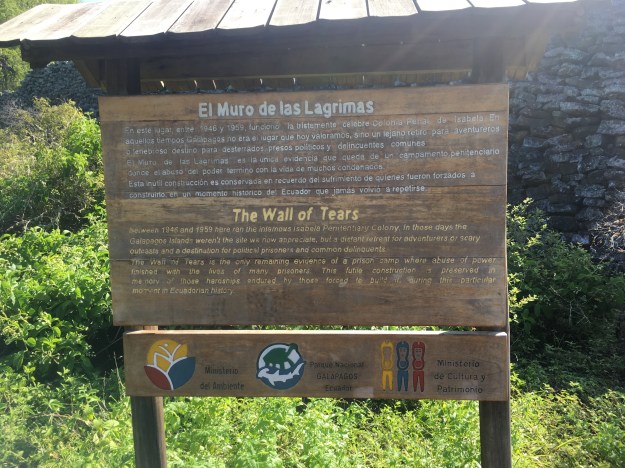 El Muro de las Lagrimas
En este lugar, entre 1946 y 1959, funcionó la tristemente célebre Colonia Penal de Isabela. En
aquellos tiempos Galápagos no era el lugar que hoy valoramos, sino un lejano retiro para aventureros
o temeroso destino para desterrados, presos políticos y delincuentes comunes.
El Muro de las Lágrimas es la única evidencia que queda de un campamento penitenciario
donde el abuso del poder terminó con la vida de muchos condenados.
Esta inútil construcción es conservada en recuerdo del sufrimiento de quienes fueron forzados a
construirlo, en un momento histórico del Ecuador que jamás volvió a repetirse.
The Wall of Tears
Between 1946 and 1959 here ran the infamous Isabela Penitentiary Colony. In those days the
Galapagos Islands weren't the site we now appreciate, but a distant retreat for adventurers or scary
outcasts and a destination for political prisoners and common delinquents.
The Wall of Tears is the only remaining evidence of a prison camp where abuse of power
finished with the lives of many prisoners. This futile construction is preserved in
memory of those hardships endured by those forced to build it, during this particular
moment in Ecuadorian history.
Ministerio
del Ambiente
Parque Nacional
GALÁPAGOS
Ecuador
Ministerio
de Cultura y
Patrimonio